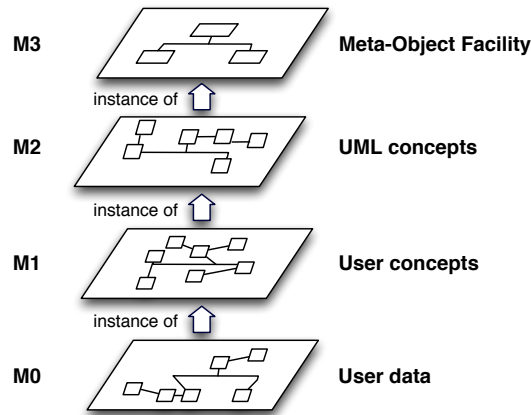 M3
Meta-Object Facility
instance of
M2
UML concepts
instance of
M1
User concepts
instance of
M0
User data